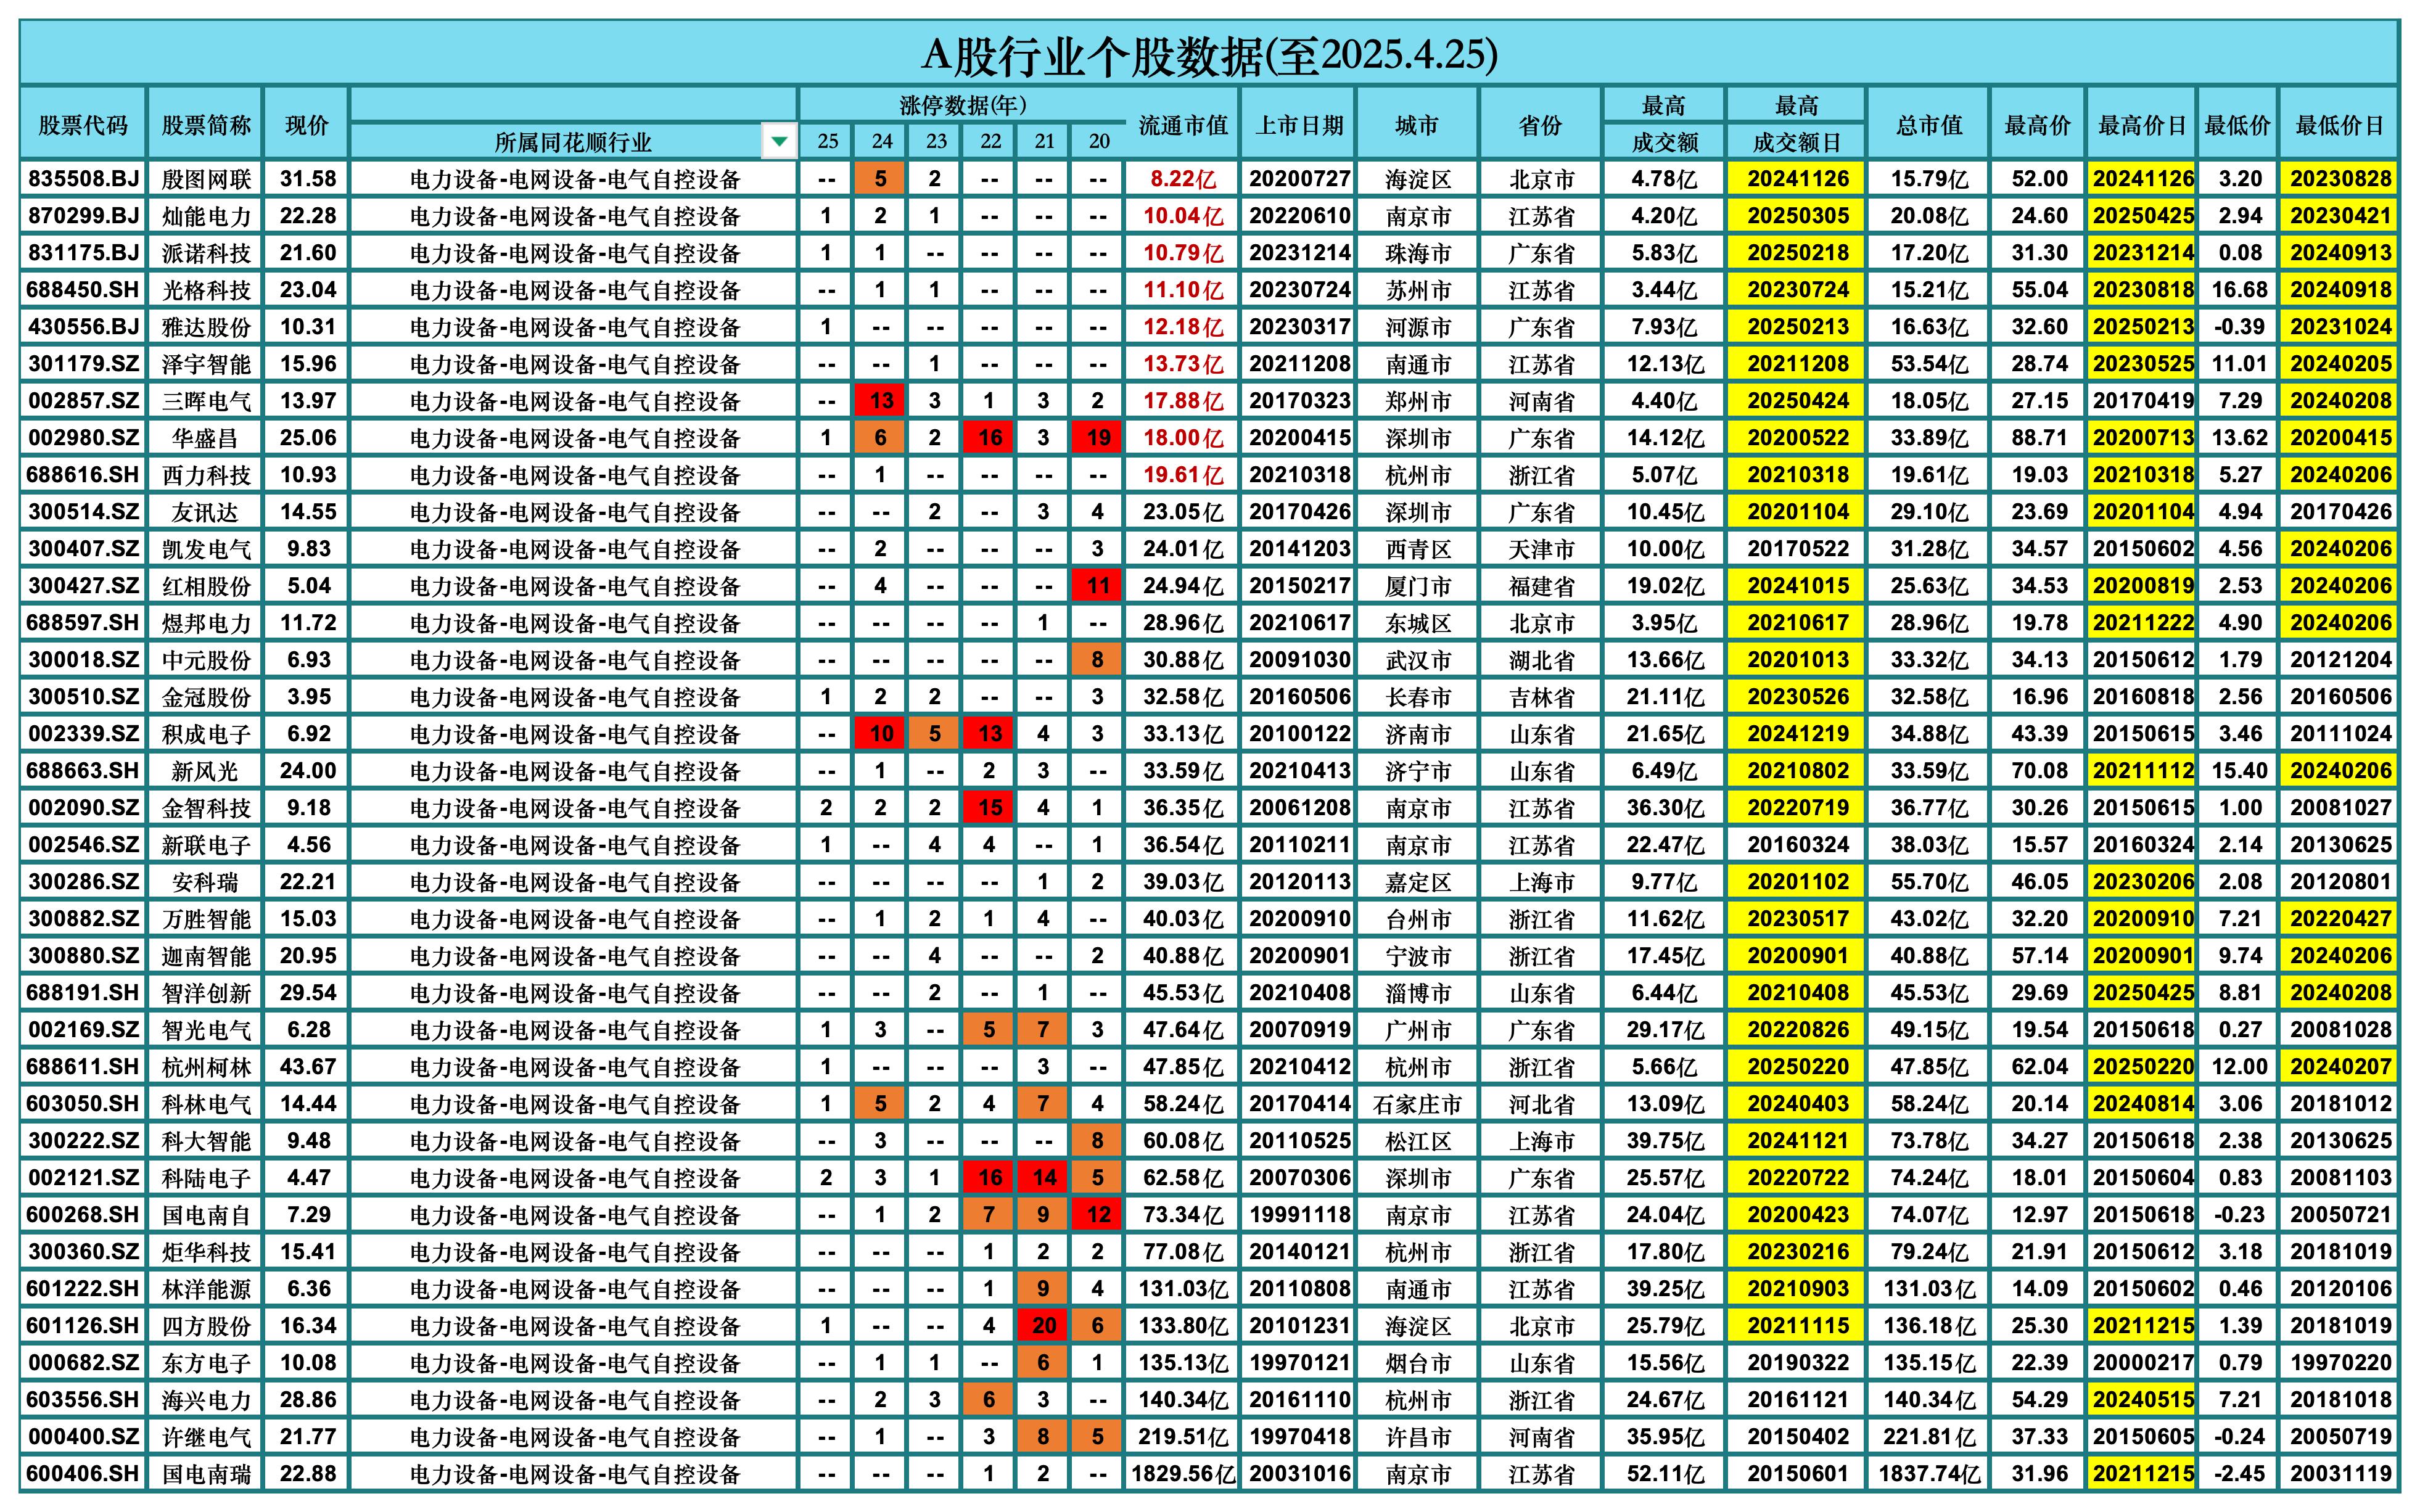 A股行业个股数据(至2025.4.25)
股票代码 股票简称 现价 所属同花顺行业 涨停数据(年) 25 24 23 22 21 20 流通市值 上市日期 城市 省份 最高成交额 最高成交额日 总市值 最高价 最高价日 最低价 最低价日
835508.BJ 殷图网联 31.58 电力设备-电网设备-电气自控设备 -- 5 2 -- -- -- 8.22亿 20200727 海淀区 北京市 4.78亿 20241126 15.79亿 52.00 20241126 3.20 20230828
870299.BJ 灿能电力 22.28 电力设备-电网设备-电气自控设备 1 2 1 -- -- -- 10.04亿 20220610 南京市 江苏省 4.20亿 20250305 20.08亿 24.60 20250425 2.94 20230421
831175.BJ 派诺科技 21.60 电力设备-电网设备-电气自控设备 1 1 -- -- -- -- 10.79亿 20231214 珠海市 广东省 5.83亿 20250218 17.20亿 31.30 20231214 0.08 20240913
688450.SH 光格科技 23.04 电力设备-电网设备-电气自控设备 -- 1 1 -- -- -- 11.10亿 20230724 苏州市 江苏省 3.44亿 20230724 15.21亿 55.04 20230818 16.68 20240918
430556.BJ 雅达股份 10.31 电力设备-电网设备-电气自控设备 1 -- -- -- -- -- 12.18亿 20230317 河源市 广东省 7.93亿 20250213 16.63亿 32.60 20250213 -0.39 20231024
301179.SZ 泽宇智能 15.96 电力设备-电网设备-电气自控设备 -- -- 1 -- -- -- 13.73亿 20211208 南通市 江苏省 12.13亿 20211208 53.54亿 28.74 20230525 11.01 20240205
002857.SZ 三晖电气 13.97 电力设备-电网设备-电气自控设备 -- 13 3 1 3 2 17.88亿 20170323 郑州市 河南省 4.40亿 20250424 18.05亿 27.15 20170419 7.29 20240208
002980.SZ 华盛昌 25.06 电力设备-电网设备-电气自控设备 1 6 2 16 3 19 18.00亿 20200415 深圳市 广东省 14.12亿 20200522 33.89亿 88.71 20200713 13.62 20200415
688616.SH 西力科技 10.93 电力设备-电网设备-电气自控设备 -- 1 -- -- -- -- 19.61亿 20210318 杭州市 浙江省 5.07亿 20210318 19.61亿 19.03 20210318 5.27 20240206
300514.SZ 友讯达 14.55 电力设备-电网设备-电气自控设备 -- -- 2 -- 3 4 23.05亿 20170426 深圳市 广东省 10.45亿 20201104 29.10亿 23.69 20201104 4.94 20170426
300407.SZ 凯发电气 9.83 电力设备-电网设备-电气自控设备 -- 2 -- -- -- 3 24.01亿 20141203 西青区 天津市 10.00亿 20170522 31.28亿 34.57 20150602 4.56 20240206
300427.SZ 红相股份 5.04 电力设备-电网设备-电气自控设备 -- 4 -- -- -- 11 24.94亿 20150217 厦门市 福建省 19.02亿 20241015 25.63亿 34.53 20200819 2.53 20240206
688597.SH 煜邦电力 11.72 电力设备-电网设备-电气自控设备 -- -- -- -- 1 -- 28.96亿 20210617 东城区 北京市 3.95亿 20210617 28.96亿 19.78 20211222 4.90 20240206
300018.SZ 中元股份 6.93 电力设备-电网设备-电气自控设备 -- -- -- -- -- 8 30.88亿 20091030 武汉市 湖北省 13.66亿 20201013 33.32亿 34.13 20150612 1.79 20121204
300510.SZ 金冠股份 3.95 电力设备-电网设备-电气自控设备 1 2 2 -- -- 3 32.58亿 20160506 长春市 吉林省 21.11亿 20230526 32.58亿 16.96 20160818 2.56 20160506
002339.SZ 积成电子 6.92 电力设备-电网设备-电气自控设备 -- 10 5 13 4 3 33.13亿 20100122 济南市 山东省 21.65亿 20241219 34.88亿 43.39 20150615 3.46 20111024
688663.SH 新风光 24.00 电力设备-电网设备-电气自控设备 -- 1 -- 2 3 -- 33.59亿 20210413 济宁市 山东省 6.49亿 20210802 33.59亿 70.08 20211112 15.40 20240206
002090.SZ 金智科技 9.18 电力设备-电网设备-电气自控设备 2 2 2 15 4 1 36.35亿 20061208 南京市 江苏省 36.30亿 20220719 36.77亿 30.26 20150615 1.00 20081027
002546.SZ 新联电子 4.56 电力设备-电网设备-电气自控设备 1 -- 4 4 -- 1 36.54亿 20110211 南京市 江苏省 22.47亿 20160324 38.03亿 15.57 20160324 2.14 20130625
300286.SZ 安科瑞 22.21 电力设备-电网设备-电气自控设备 -- -- -- -- 1 2 39.03亿 20120113 嘉定区 上海市 9.77亿 20201102 55.70亿 46.05 20230206 2.08 20120801
300882.SZ 万胜智能 15.03 电力设备-电网设备-电气自控设备 -- 1 2 1 4 -- 40.03亿 20200910 台州市 浙江省 11.62亿 20230517 43.02亿 32.20 20200910 7.21 20220427
300880.SZ 迦南智能 20.95 电力设备-电网设备-电气自控设备 -- -- 4 -- -- 2 40.88亿 20200901 宁波市 浙江省 17.45亿 20200901 40.88亿 57.14 20200901 9.74 20240206
688191.SH 智洋创新 29.54 电力设备-电网设备-电气自控设备 -- -- 2 -- 1 -- 45.53亿 20210408 淄博市 山东省 6.44亿 20210408 45.53亿 29.69 20250425 8.81 20240208
002169.SZ 智光电气 6.28 电力设备-电网设备-电气自控设备 1 3 -- 5 7 3 47.64亿 20070919 广州市 广东省 29.17亿 20220826 49.15亿 19.54 20150618 0.27 20081028
688611.SH 杭州柯林 43.67 电力设备-电网设备-电气自控设备 1 -- -- -- 3 -- 47.85亿 20210412 杭州市 浙江省 5.66亿 20250220 47.85亿 62.04 20250220 12.00 20240207
603050.SH 科林电气 14.44 电力设备-电网设备-电气自控设备 1 5 2 4 7 4 58.24亿 20170414 石家庄市 河北省 13.09亿 20240403 58.24亿 20.14 20240814 3.06 20181012
300222.SZ 科大智能 9.48 电力设备-电网设备-电气自控设备 -- 3 -- -- -- 8 60.08亿 20110525 松江区 上海市 39.75亿 20241121 73.78亿 34.27 20150618 2.38 20130625
002121.SZ 科陆电子 4.47 电力设备-电网设备-电气自控设备 2 3 1 16 14 5 62.58亿 20070306 深圳市 广东省 25.57亿 20220722 74.24亿 18.01 20150604 0.83 20081103
600268.SH 国电南自 7.29 电力设备-电网设备-电气自控设备 -- 1 2 7 9 12 73.34亿 19991118 南京市 江苏省 24.04亿 20200423 74.07亿 12.97 20150618 -0.23 20050721
300360.SZ 炬华科技 15.41 电力设备-电网设备-电气自控设备 -- -- -- 1 2 2 77.08亿 20140121 杭州市 浙江省 17.80亿 20230216 79.24亿 21.91 20150612 3.18 20181019
601222.SH 林洋能源 6.36 电力设备-电网设备-电气自控设备 -- -- -- 1 9 4 131.03亿 20110808 南通市 江苏省 39.25亿 20210903 131.03亿 14.09 20150602 0.46 20120106
601126.SH 四方股份 16.34 电力设备-电网设备-电气自控设备 1 -- -- 4 20 6 133.80亿 20101231 海淀区 北京市 25.79亿 20211115 136.18亿 25.30 20211215 1.39 20181019
000682.SZ 东方电子 10.08 电力设备-电网设备-电气自控设备 -- 1 1 -- 6 1 135.13亿 19970121 烟台市 山东省 15.56亿 20190322 135.15亿 22.39 20000217 0.79 19970220
603556.SH 海兴电力 28.86 电力设备-电网设备-电气自控设备 -- 2 3 6 3 -- 140.34亿 20161110 杭州市 浙江省 24.67亿 20161121 140.34亿 54.29 20240515 7.21 20181018
000400.SZ 许继电气 21.77 电力设备-电网设备-电气自控设备 -- 1 -- 3 8 5 219.51亿 19970418 许昌市 河南省 35.95亿 20150402 221.81亿 37.33 20150605 -0.24 20050719
600406.SH 国电南瑞 22.88 电力设备-电网设备-电气自控设备 -- -- -- 1 2 -- 1829.56亿 20031016 南京市 江苏省 52.11亿 20150601 1837.74亿 31.96 20211215 -2.45 20031119